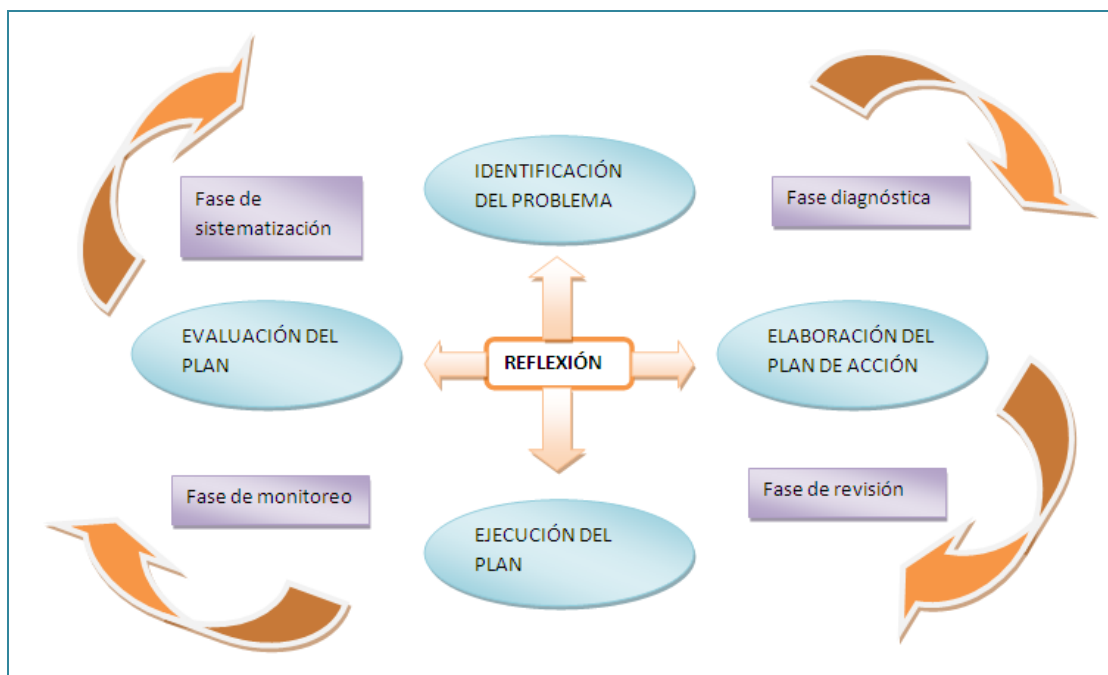 IDENTIFICACIÓN
DEL PROBLEMA
Fase de
sistematización
Fase diagnóstica
EVALUACIÓN DEL
PLAN
REFLEXIÓN
ELABORACIÓN DEL
PLAN DE ACCIÓN
Fase de monitoreo
Fase de revisión
EJECUCIÓN DEL
PLAN